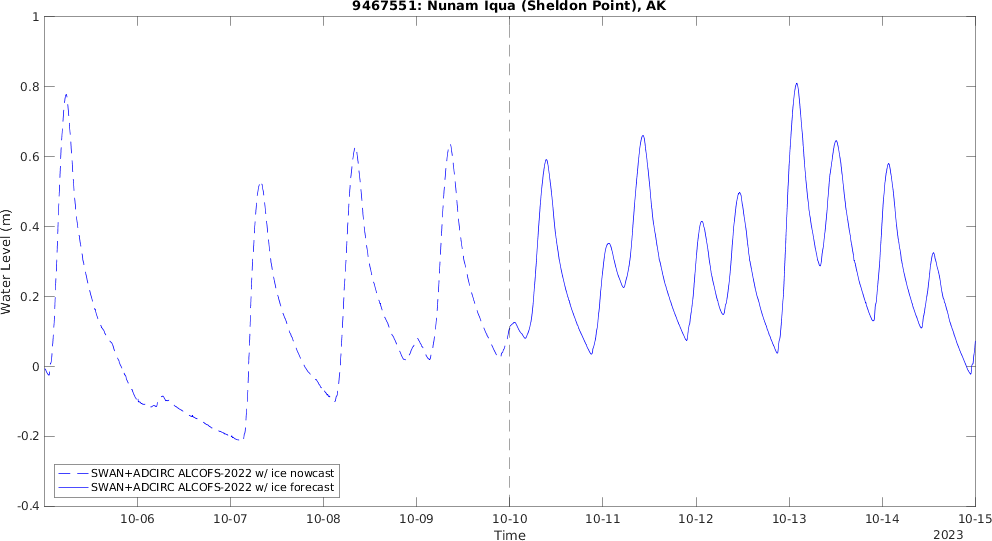 9467551: Nunam Iqua (Sheldon Point), AK
1
0.8
0.6
0.4
0.2
0
-0.2
-0.4
Water Level (m)
SWAN+ADCIRC ALCOFS-2022 w/ ice nowcast
SWAN+ADCIRC ALCOFS-2022 w/ ice forecast
10-06 10-07 10-08 10-09 10-10 10-11 10-12 10-13 10-14 10-15
Time
2023